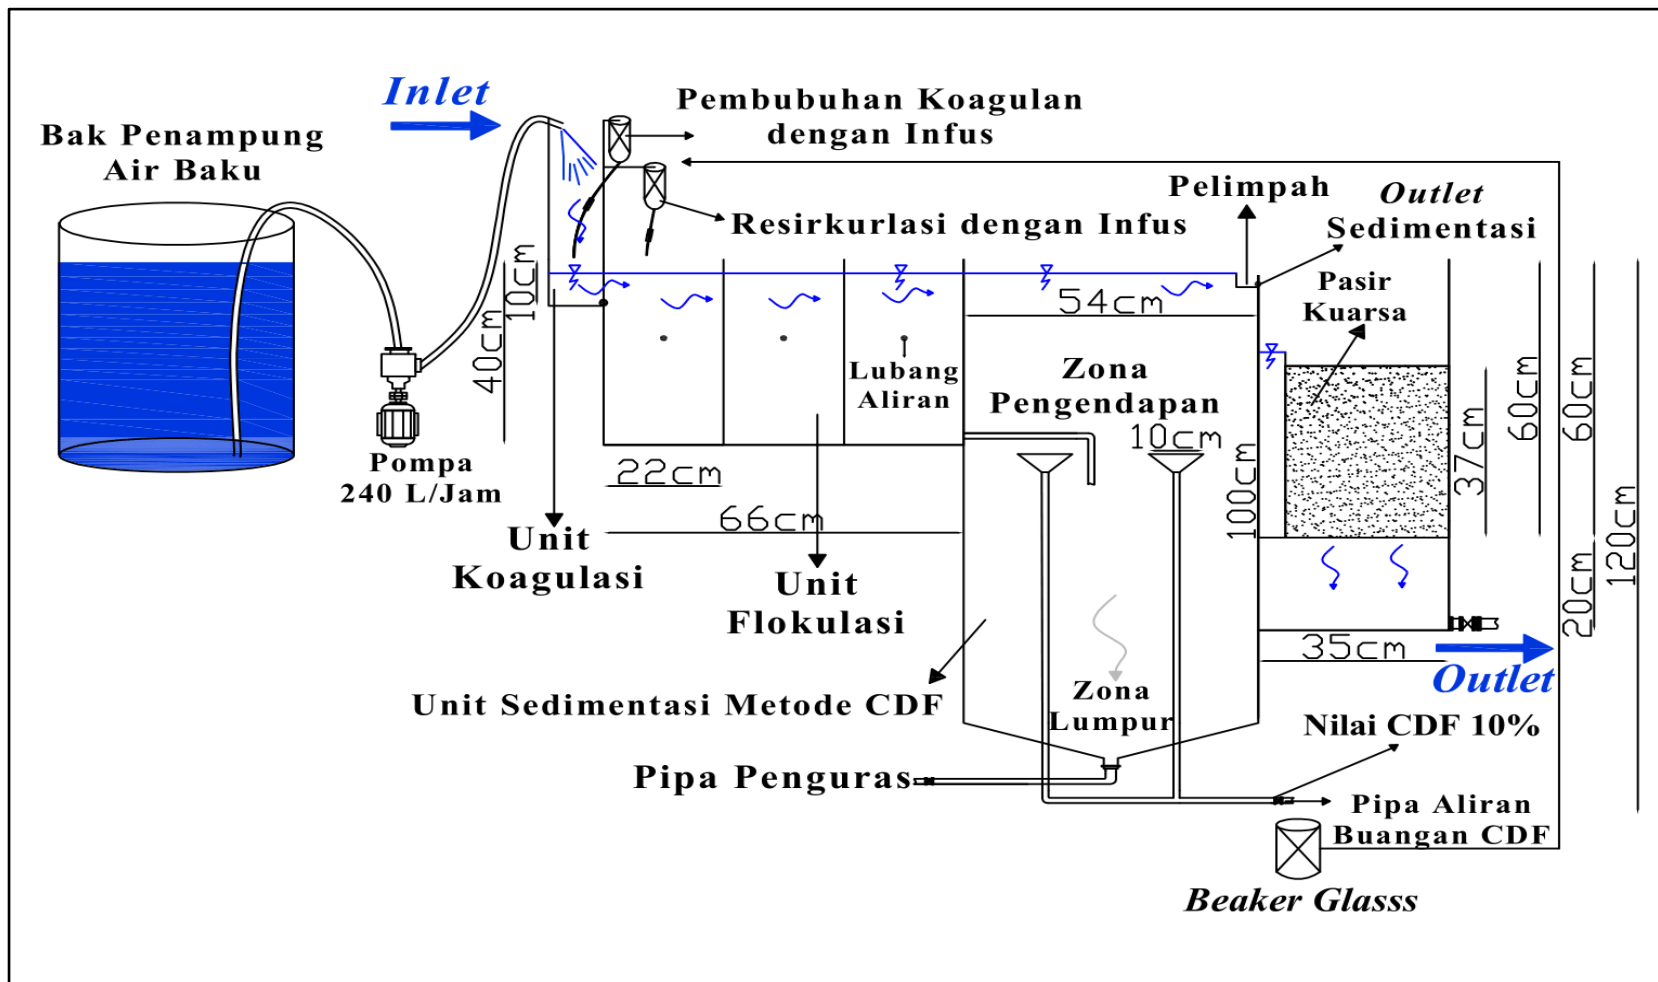 Inlet
Bak Penampung
Air Baku
Pembubuhan Koagulan
dengan Infus
Resirkurlasi dengan Infus
Pelimpah
Outlet
Sedimentasi
Pasir
Kuarsa
10cm
40cm
54cm
Lubang
Aliran
Zona
Pengendapan
10cm
100cm
37cm
60cm
60cm
120cm
20cm
Pompa
240 L/Jam
22cm
66cm
Unit
Koagulasi
Unit
Flokulasi
35cm
Outlet
Unit Sedimentasi Metode CDF
Zona
Lumpur
Nilai CDF 10%
Pipa Penguras
Pipa Aliran
Buangan CDF
Beaker Glasss